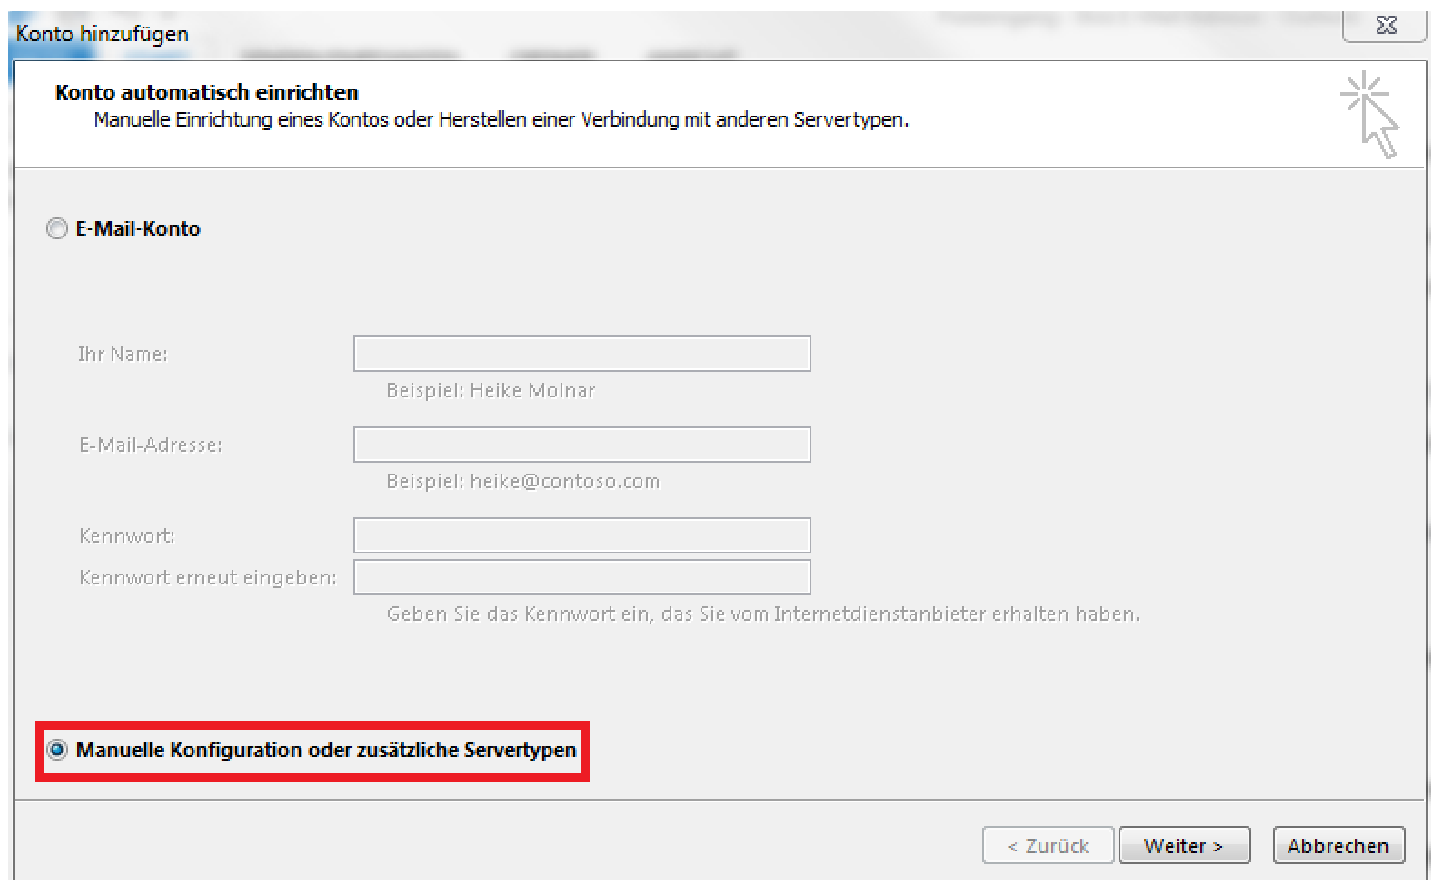 Konto hinzufügen
Konto automatisch einrichten
Manuelle Einrichtung eines Kontos oder Herstellen einer Verbindung mit anderen Servertypen.
E-Mail-Konto
Ihr Name:
Beispiel: Heike Molnar
E-Mail-Adresse:
Beispiel: heike@contoso.com
Kennwort:
Kennwort erneut eingeben:
Geben Sie das Kennwort ein, das Sie vom Internetdienstanbieter erhalten haben.
Manuelle Konfiguration oder zusätzliche Servertypen
< Zurück Weiter > Abbrechen